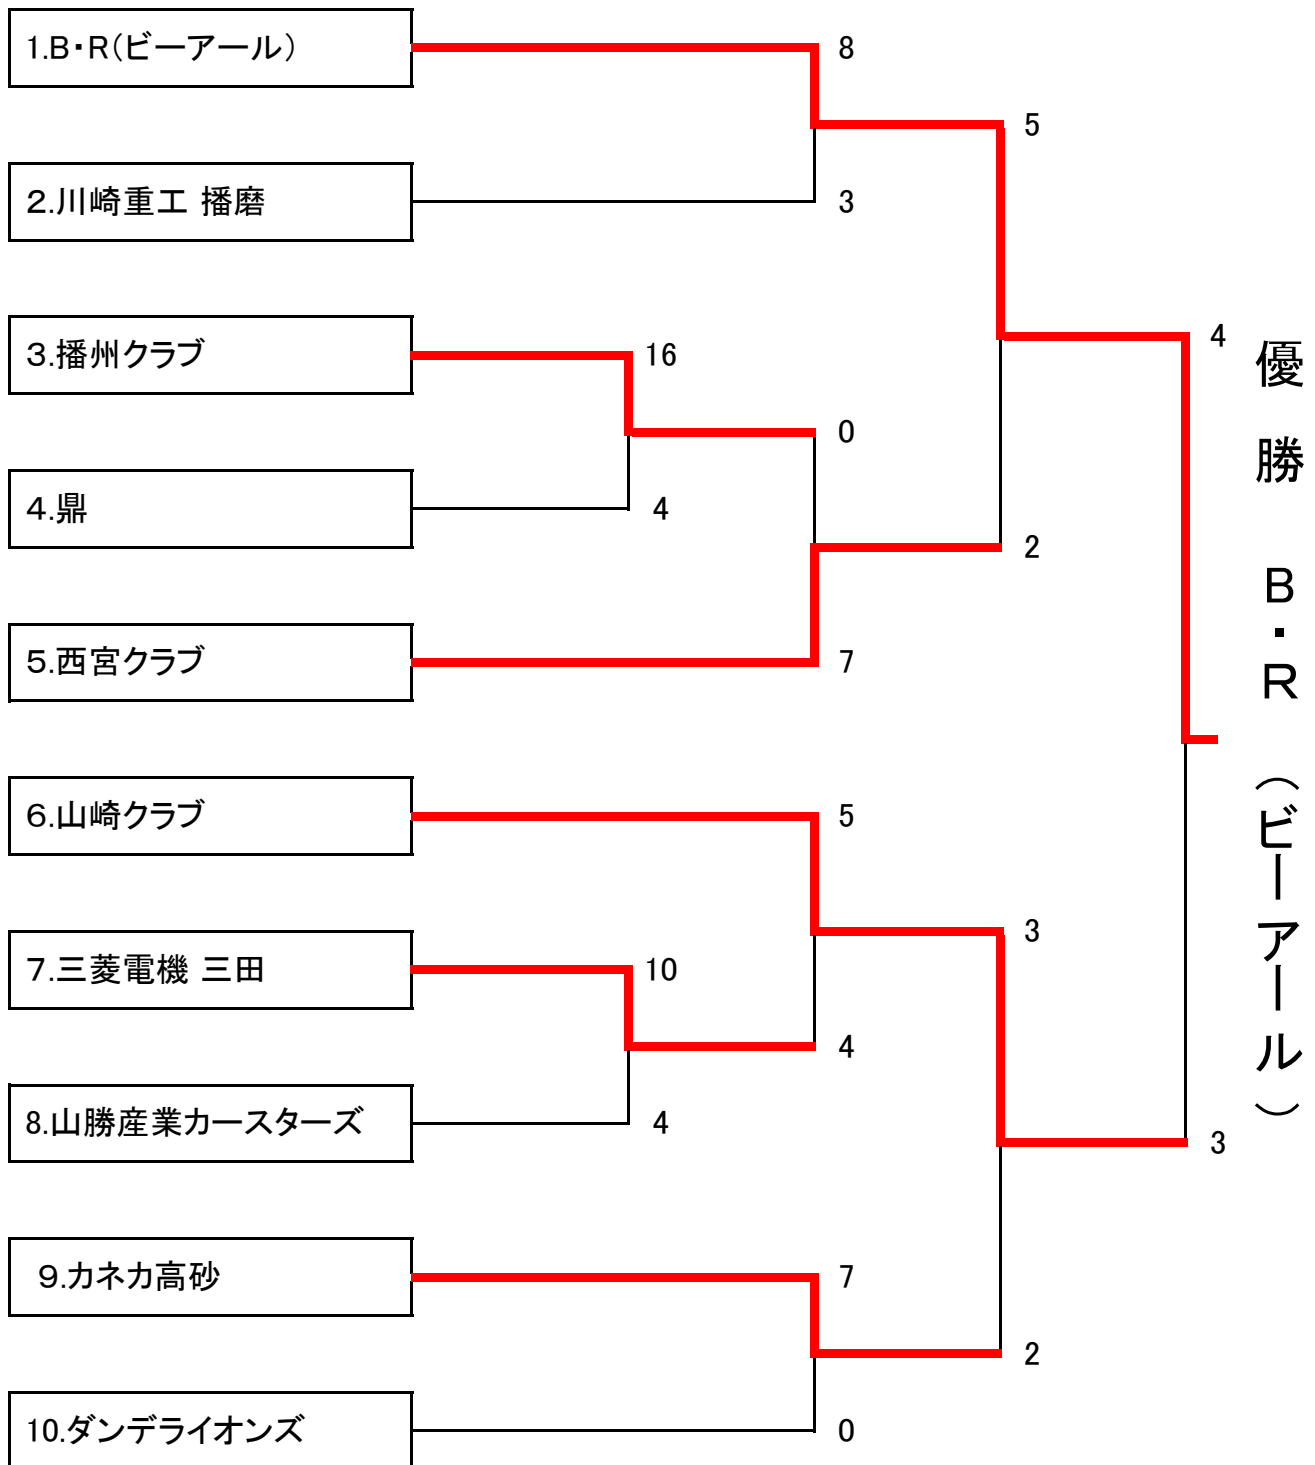 1.B・R(ビーアール)
8
5
2.川崎重工 播磨
3
3.播州クラブ
16
4
0
4.鼎
4
2
5.西宮クラブ
7
6.山崎クラブ
5
3
7.三菱電機 三田
10
4
8.山勝産業カースターズ
4
3
9.カネカ高砂
7
2
10.ダンデライオンズ
0
優勝 B・R (ビーアール)